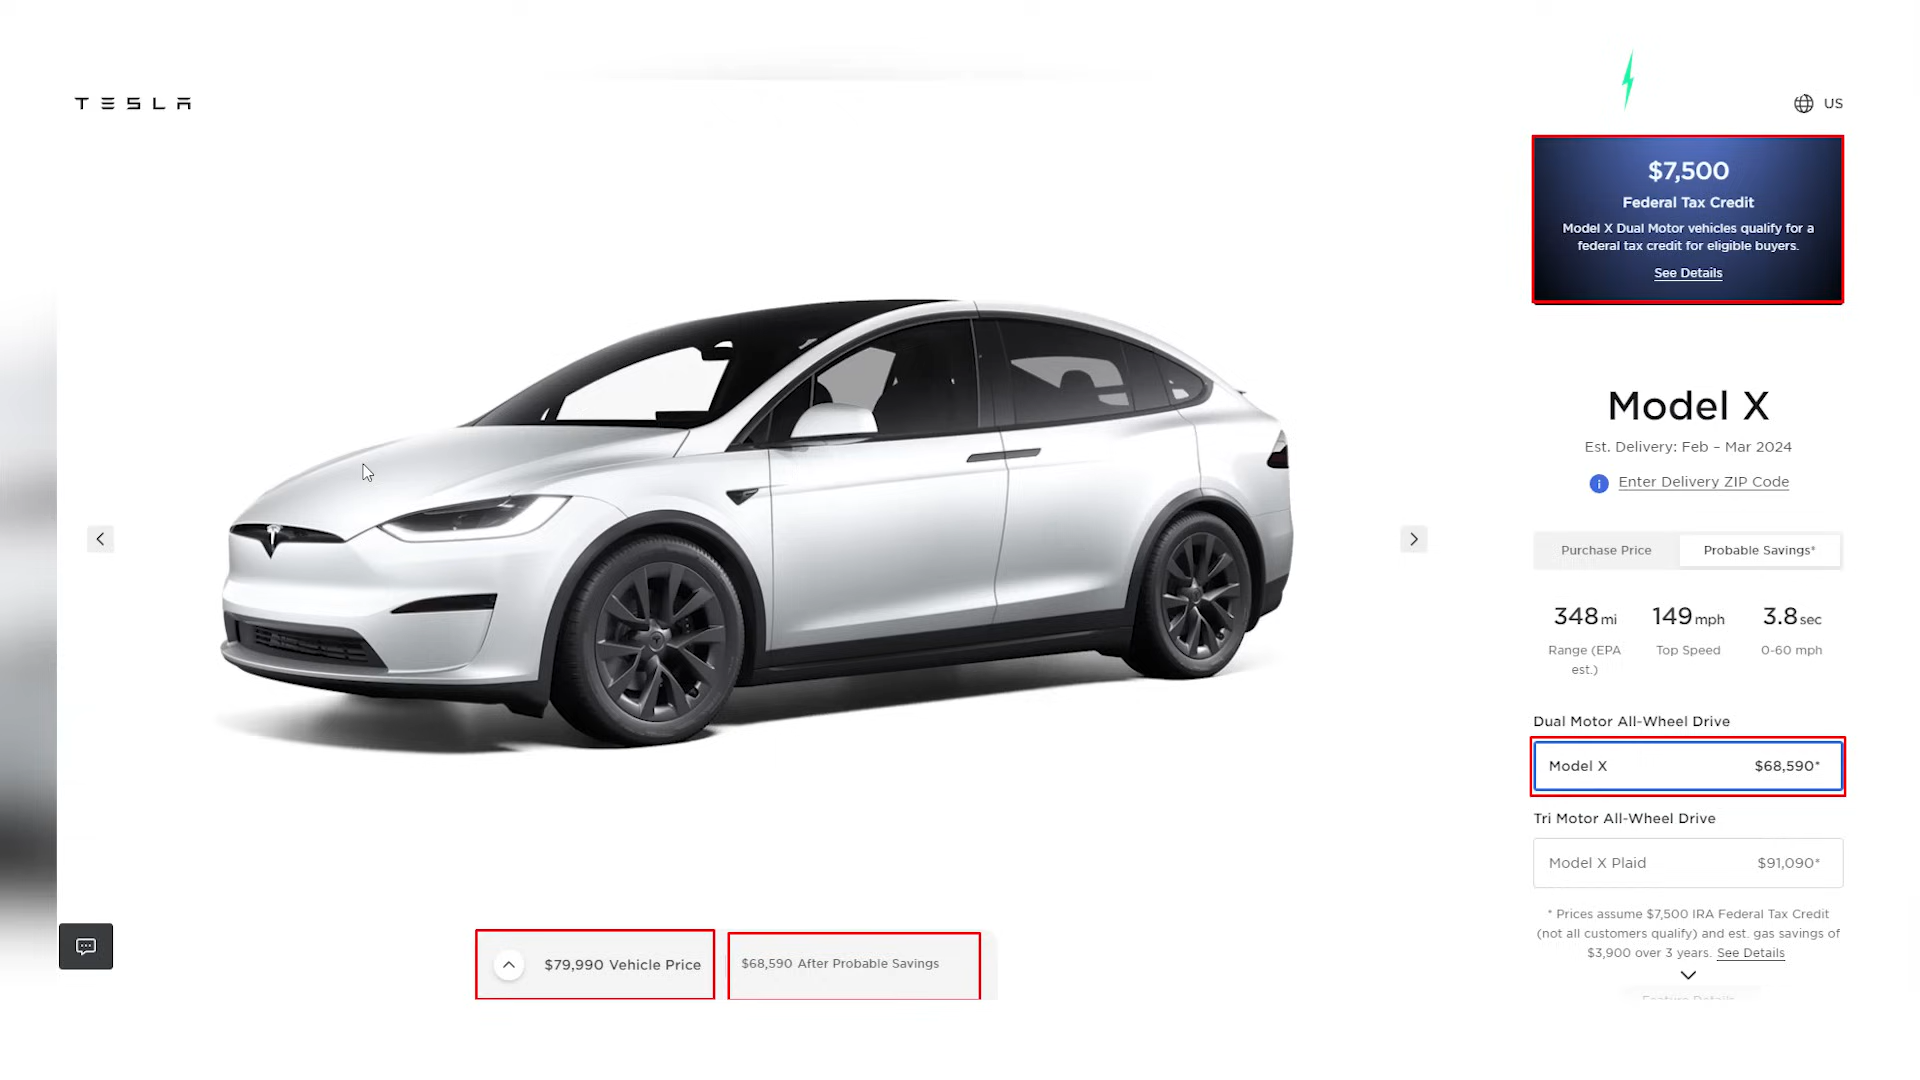 TESLA
US
$7,500
Federal Tax Credit
Model X Dual Motor vehicles qualify for a
federal tax credit for eligible buyers.
See Details
Model X
Est. Delivery: Feb – Mar 2024
i Enter Delivery ZIP Code
Purchase Price Probable Savings*
348mi 149mph 3.8sec
Range (EPA Top Speed 0-60 mph
est.)
Dual Motor All-Wheel Drive
Model X $68,590*
Tri Motor All-Wheel Drive
Model X Plaid $91,090*
* Prices assume $7,500 IRA Federal Tax Credit
(not all customers qualify) and est. gas savings of
$3,900 over 3 years. See Details
Feature Details
$79,990 Vehicle Price $68,590 After Probable Savings